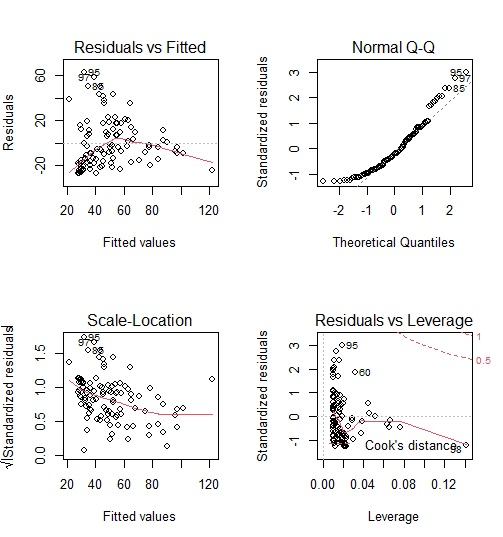 Residuals vs Fitted
Residuals
60
20
-20
95
97
85
20 40 60 80 100 120
Fitted values
Normal Q-Q
Standardized residuals
3
2
1
0
-1
95
97
85
-2 -1 0 1 2
Theoretical Quantiles
Scale-Location
√|Standardized residuals|
1.5
1.0
0.5
0.0
95
97
85
20 40 60 80 100 120
Fitted values
Residuals vs Leverage
Standardized residuals
3
2
1
0
-1
95
60
98
1
0.5
Cook's distance
0.00 0.04 0.08 0.12
Leverage